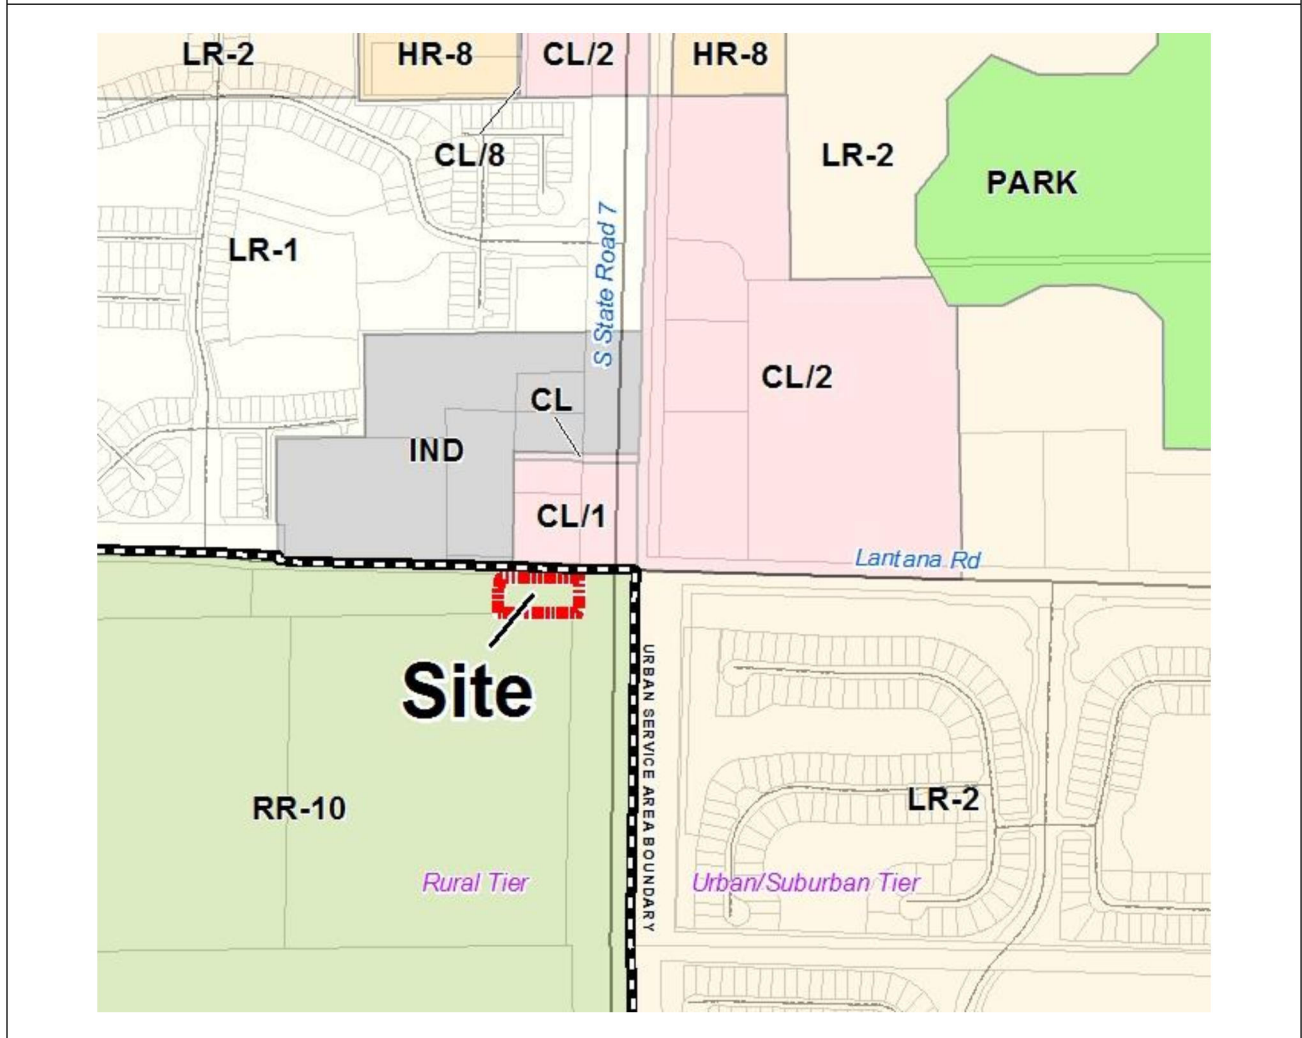 LR-2
HR-8
CL/2
HR-8
CL/8
LR-2
PARK
LR-1
S State Road 7
CL/2
CL
IND
CL/1
Lantana Rd
Site
URBAN SERVICE AREA BOUNDARY
RR-10
LR-2
Rural Tier
Urban/Suburban Tier